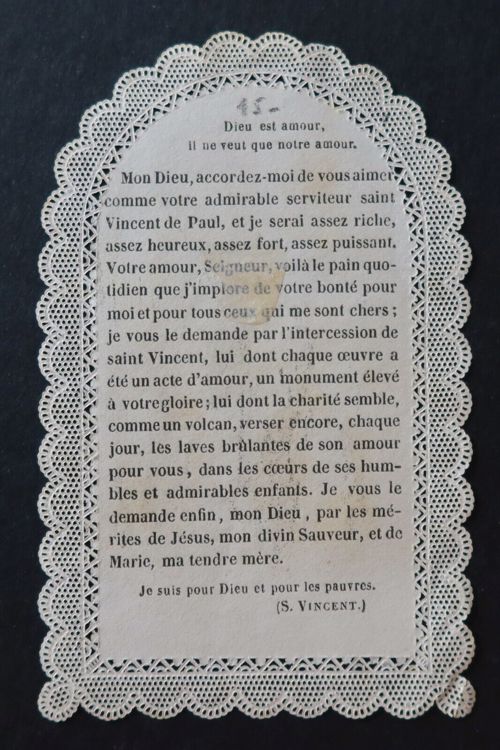 15-
Dieu est amour,
il ne veut que notre amour.
Mon Dieu, accordez-moi de vous aimer
comme votre admirable serviteur saint
Vincent de Paul, et je serai assez riche,
assez heureux, assez fort, assez puissant.
Votre amour, Seigneur, voilà le pain quo-
tidien que j'implore de votre bonté pour
moi et pour tous ceux qui me sont chers ;
je vous le demande par l'intercession de
saint Vincent, lui dont chaque œuvre a
été un acte d'amour, un monument élevé
à votre gloire ; lui dont la charité semble,
comme un volcan, verser encore, chaque
jour, les laves brûlantes de son amour
pour vous, dans les cœurs de ses hum-
bles et admirables enfants. Je vous le
demande enfin, mon Dieu, par les mé-
rites de Jésus, mon divin Sauveur, et de
Marie, ma tendre mère.
Je suis pour Dieu et pour les pauvres.
(S. VINCENT.)